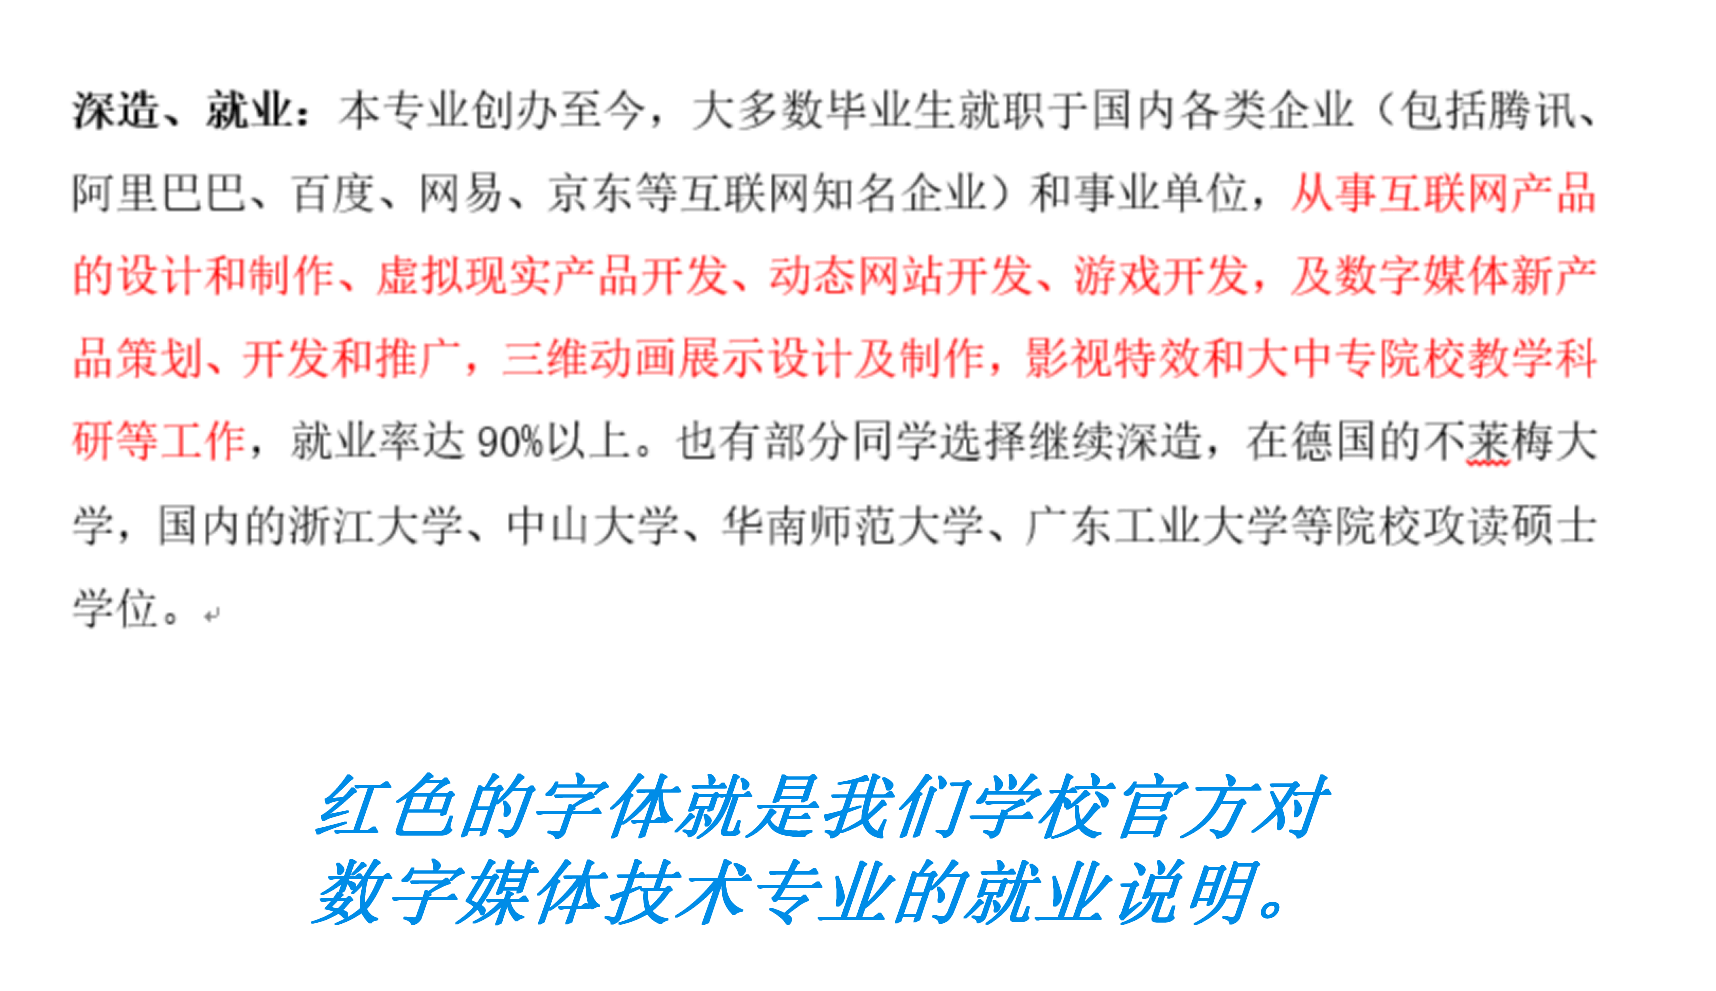 深造、就业：本专业创办至今，大多数毕业生就职于国内各类企业（包括腾讯、
阿里巴巴、百度、网易、京东等互联网知名企业）和事业单位，从事互联网产品
的设计和制作、虚拟现实产品开发、动态网站开发、游戏开发，及数字媒体新产
品策划、开发和推广，三维动画展示设计及制作，影视特效和大中专院校教学科
研等工作，就业率达 90%以上。也有部分同学选择继续深造，在德国的不莱梅大
学，国内的浙江大学、中山大学、华南师范大学、广东工业大学等院校攻读硕士
学位。
红色的字体就是我们学校官方对
数字媒体技术专业的就业说明。